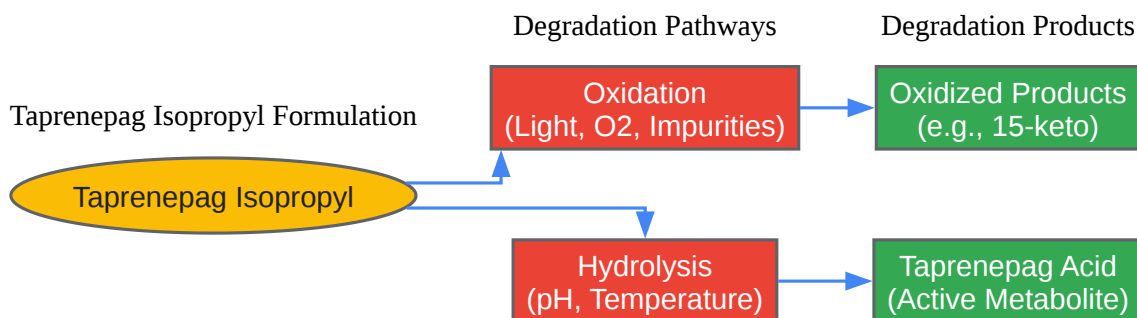 Degradation Pathways
Degradation Products
Taprenepag Isopropyl Formulation
Oxidation
(Light, O2, Impurities)
Oxidized Products
(e.g., 15-keto)
Taprenepag Isopropyl
Hydrolysis
(pH, Temperature)
Taprenepag Acid
(Active Metabolite)